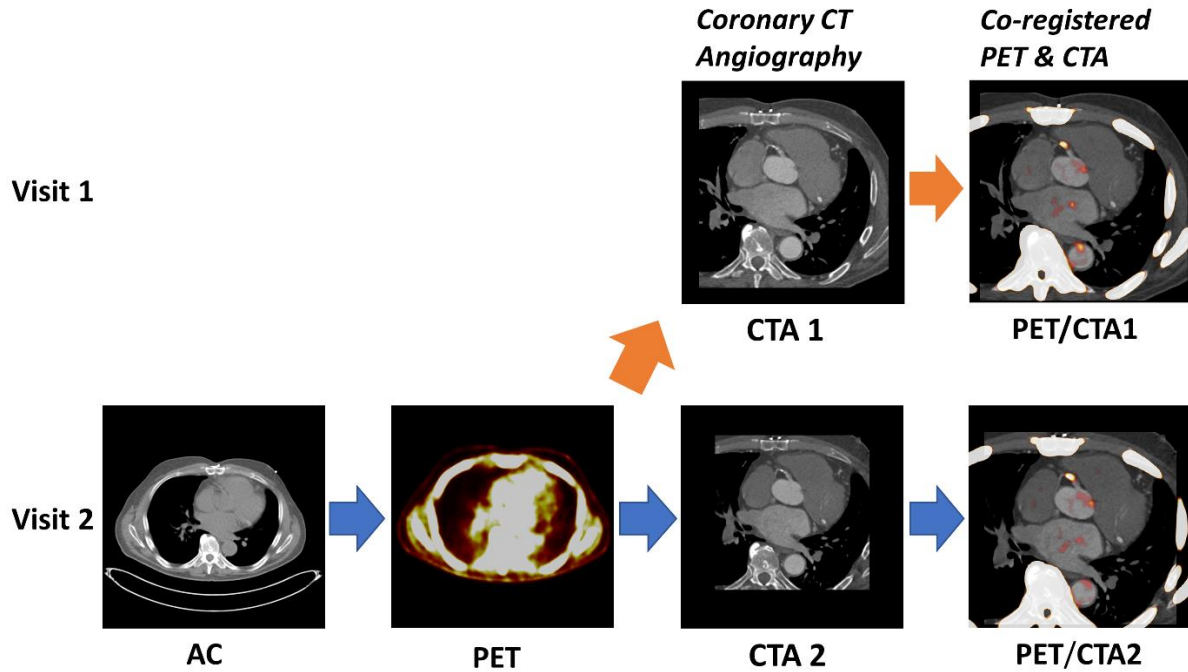 Coronary CT
Angiography
Co-registered
PET & CTA
Visit 1
CTA 1
PET/CTA1
Visit 2
AC
PET
CTA 2
PET/CTA2